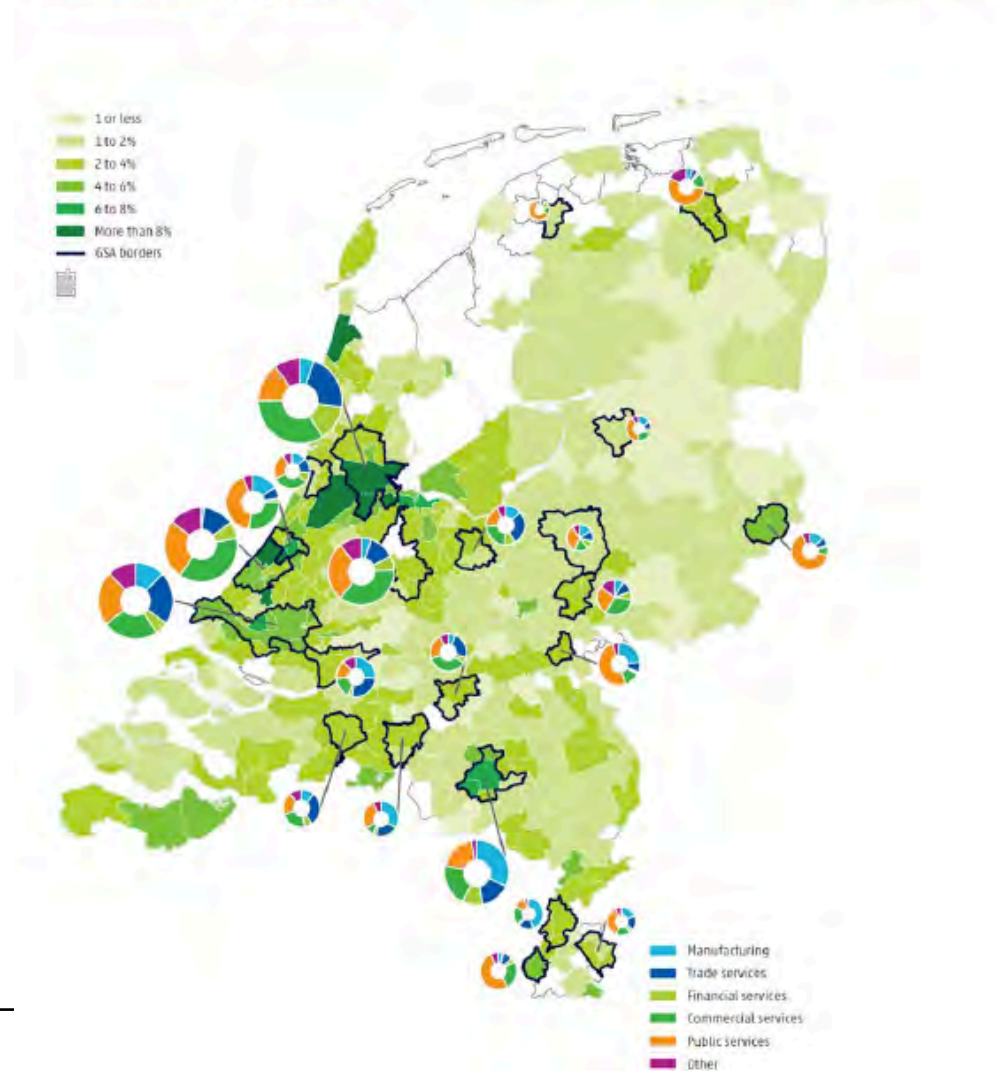 1 or less
1 to 2%
2 to 4%
4 to 6%
6 to 8%
More than 8%
GSA borders
Manufacturing
Trade services
Financial services
Commercial services
Public services
Other